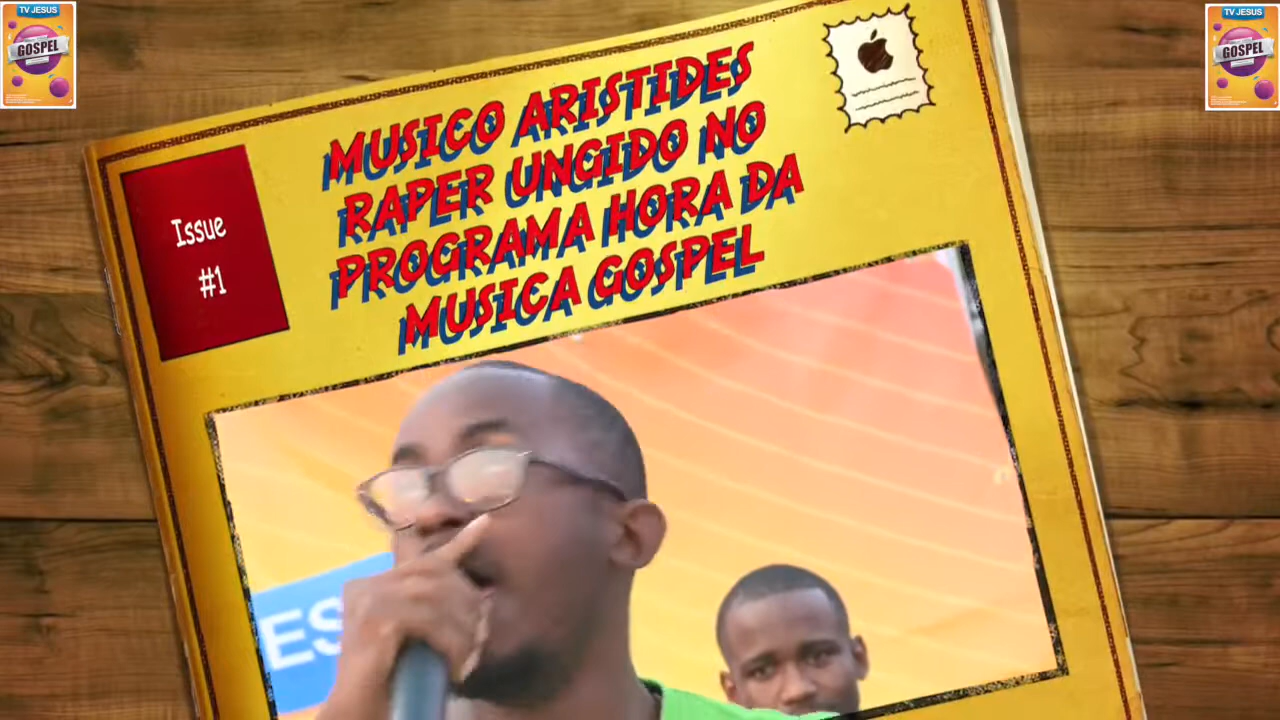 TV JESUS
GOSPEL
TV JESUS
GOSPEL
MUSICO ARISTIDES
RAPER UNGIDO NO
PROGRAMA HORA DA
MUSICA GOSPEL
Issue
#1
ES